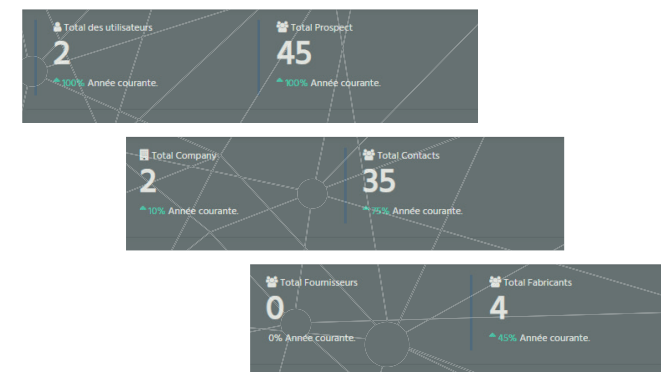 Total des utilisateurs
2
100% Année courante.
Total Prospect
45
100% Année courante.
Total Company
2
10% Année courante.
Total Contacts
35
75% Année courante.
Total Fournisseurs
0
0% Année courante.
Total Fabricants
4
45% Année courante.